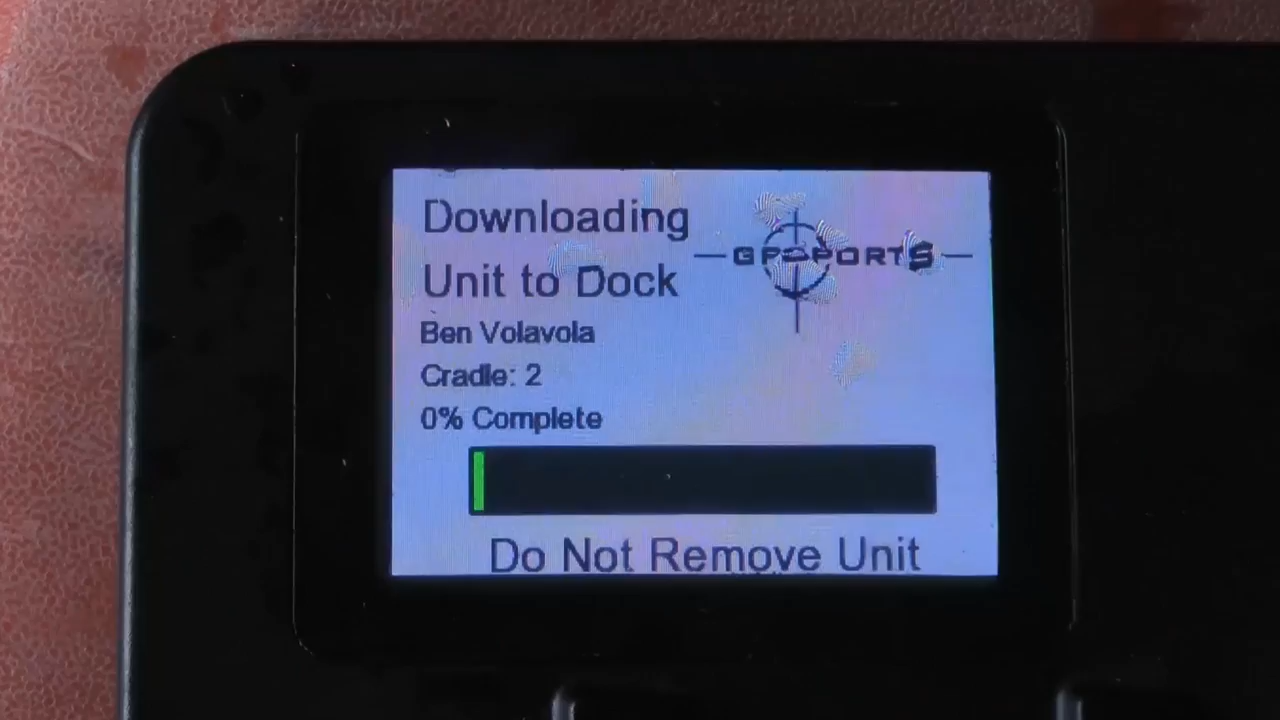 Downloading
GPSPORTS
Unit to Dock
Ben Volavola
Cradle: 2
0% Complete
Do Not Remove Unit